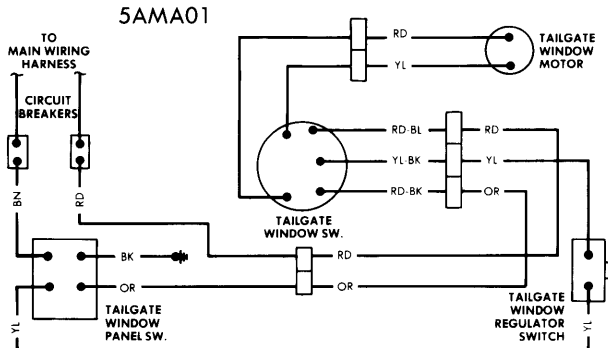 5AMA01
TO
MAIN WIRING
HARNESS
CIRCUIT
BREAKERS
RD
YL
TAILGATE
WINDOW
MOTOR
RD-BL
RD
YL-BK
YL
RD-BK
OR
TAILGATE
WINDOW SW.
BN
RD
BK
OR
RD
OR
YL
TAILGATE
WINDOW
PANEL SW.
TAILGATE
WINDOW
REGULATOR
SWITCH
YL